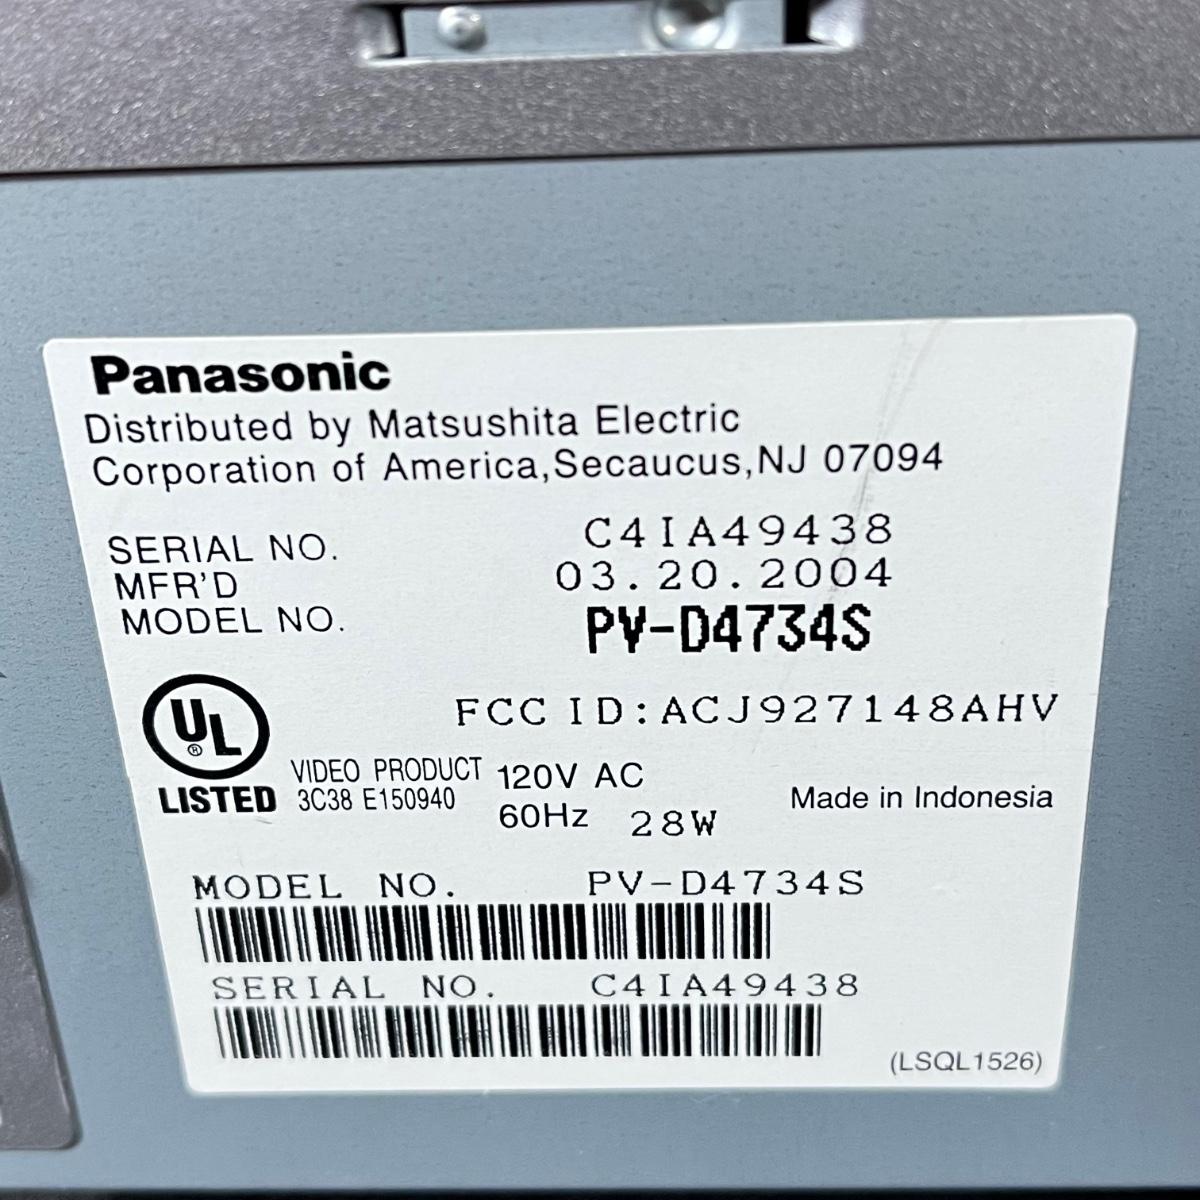 Panasonic
Distributed by Matsushita Electric
Corporation of America,Secaucus,NJ 07094
SERIAL NO. C4IA49438
MFR'D 03.20.2004
MODEL NO. PV-D4734S
UL ®
LISTED
FCC ID:ACJ927148AHV
VIDEO PRODUCT 120V AC
3C38 E150940 60Hz 28W
Made in Indonesia
MODEL NO. PV-D4734S
SERIAL NO. C4IA49438
(LSQL1526)